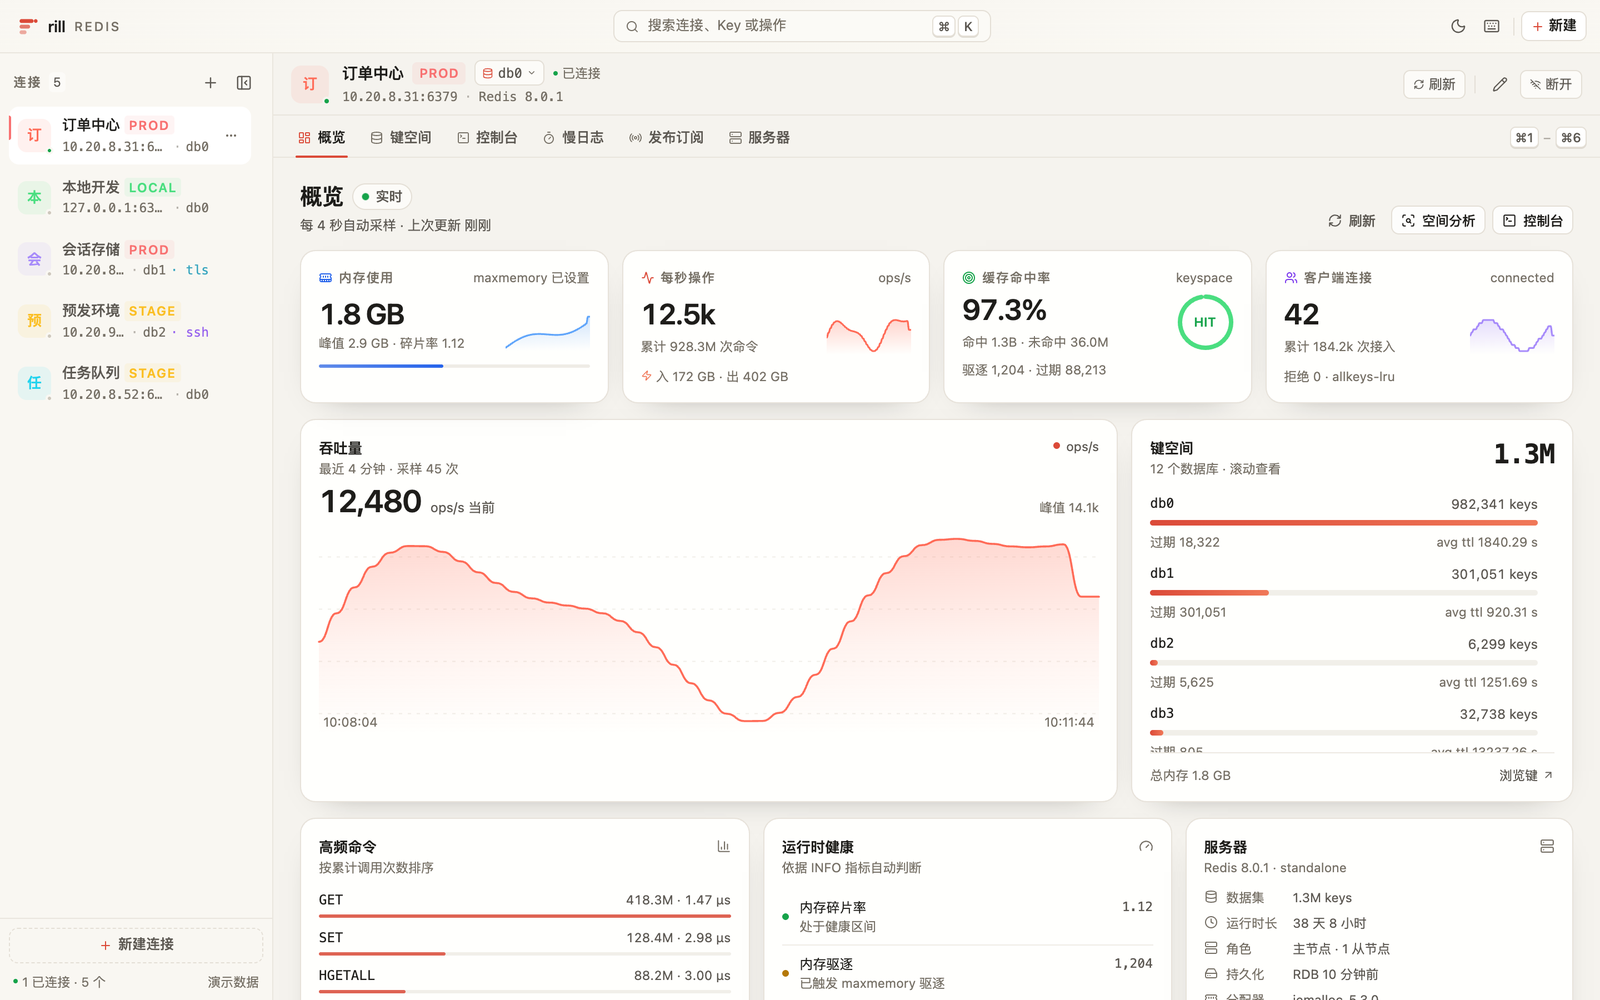 rill REDIS
搜索连接、Key 或操作 ⌘ K
+ 新建
连接 5
订 订单中心 PROD
10.20.8.31:6… · db0
本 本地开发 LOCAL
127.0.0.1:63… · db0
会 会话存储 PROD
10.20.8… · db1 · tls
预 预发环境 STAGE
10.20.9… · db2 · ssh
任 任务队列 STAGE
10.20.8.52:6… · db0
+ 新建连接
1 已连接 · 5 个 演示数据
订 订单中心 PROD db0 已连接
10.20.8.31:6379 · Redis 8.0.1
刷新 断开
概览 键空间 控制台 慢日志 发布订阅 服务器 ⌘1 – ⌘6
概览 实时
每 4 秒自动采样 · 上次更新 刚刚
刷新 空间分析 控制台
内存使用 maxmemory 已设置
1.8 GB
峰值 2.9 GB · 碎片率 1.12
每秒操作 ops/s
12.5k
累计 928.3M 次命令
入 172 GB · 出 402 GB
缓存命中率 keyspace
97.3%
HIT
命中 1.3B · 未命中 36.0M
驱逐 1,204 · 过期 88,213
客户端连接 connected
42
累计 184.2k 次接入
拒绝 0 · allkeys-lru
吞吐量 ops/s
最近 4 分钟 · 采样 45 次
12,480 ops/s 当前 峰值 14.1k
10:08:04 10:11:44
键空间 1.3M
12 个数据库 · 滚动查看
db0 982,341 keys
过期 18,322 avg ttl 1840.29 s
db1 301,051 keys
过期 301,051 avg ttl 920.31 s
db2 6,299 keys
过期 5,625 avg ttl 1251.69 s
db3 32,738 keys
过期 805 avg ttl 13237.26 s
总内存 1.8 GB 浏览键
高频命令
按累计调用次数排序
GET 418.3M · 1.47 µs
SET 128.4M · 2.98 µs
HGETALL 88.2M · 3.00 µs
运行时健康
依据 INFO 指标自动判断
内存碎片率 1.12
处于健康区间
内存驱逐 1,204
已触发 maxmemory 驱逐
服务器
Redis 8.0.1 · standalone
数据集 1.3M keys
运行时长 38 天 8 小时
角色 主节点 · 1 从节点
持久化 RDB 10 分钟前
分配器 jemalloc-5.3.0